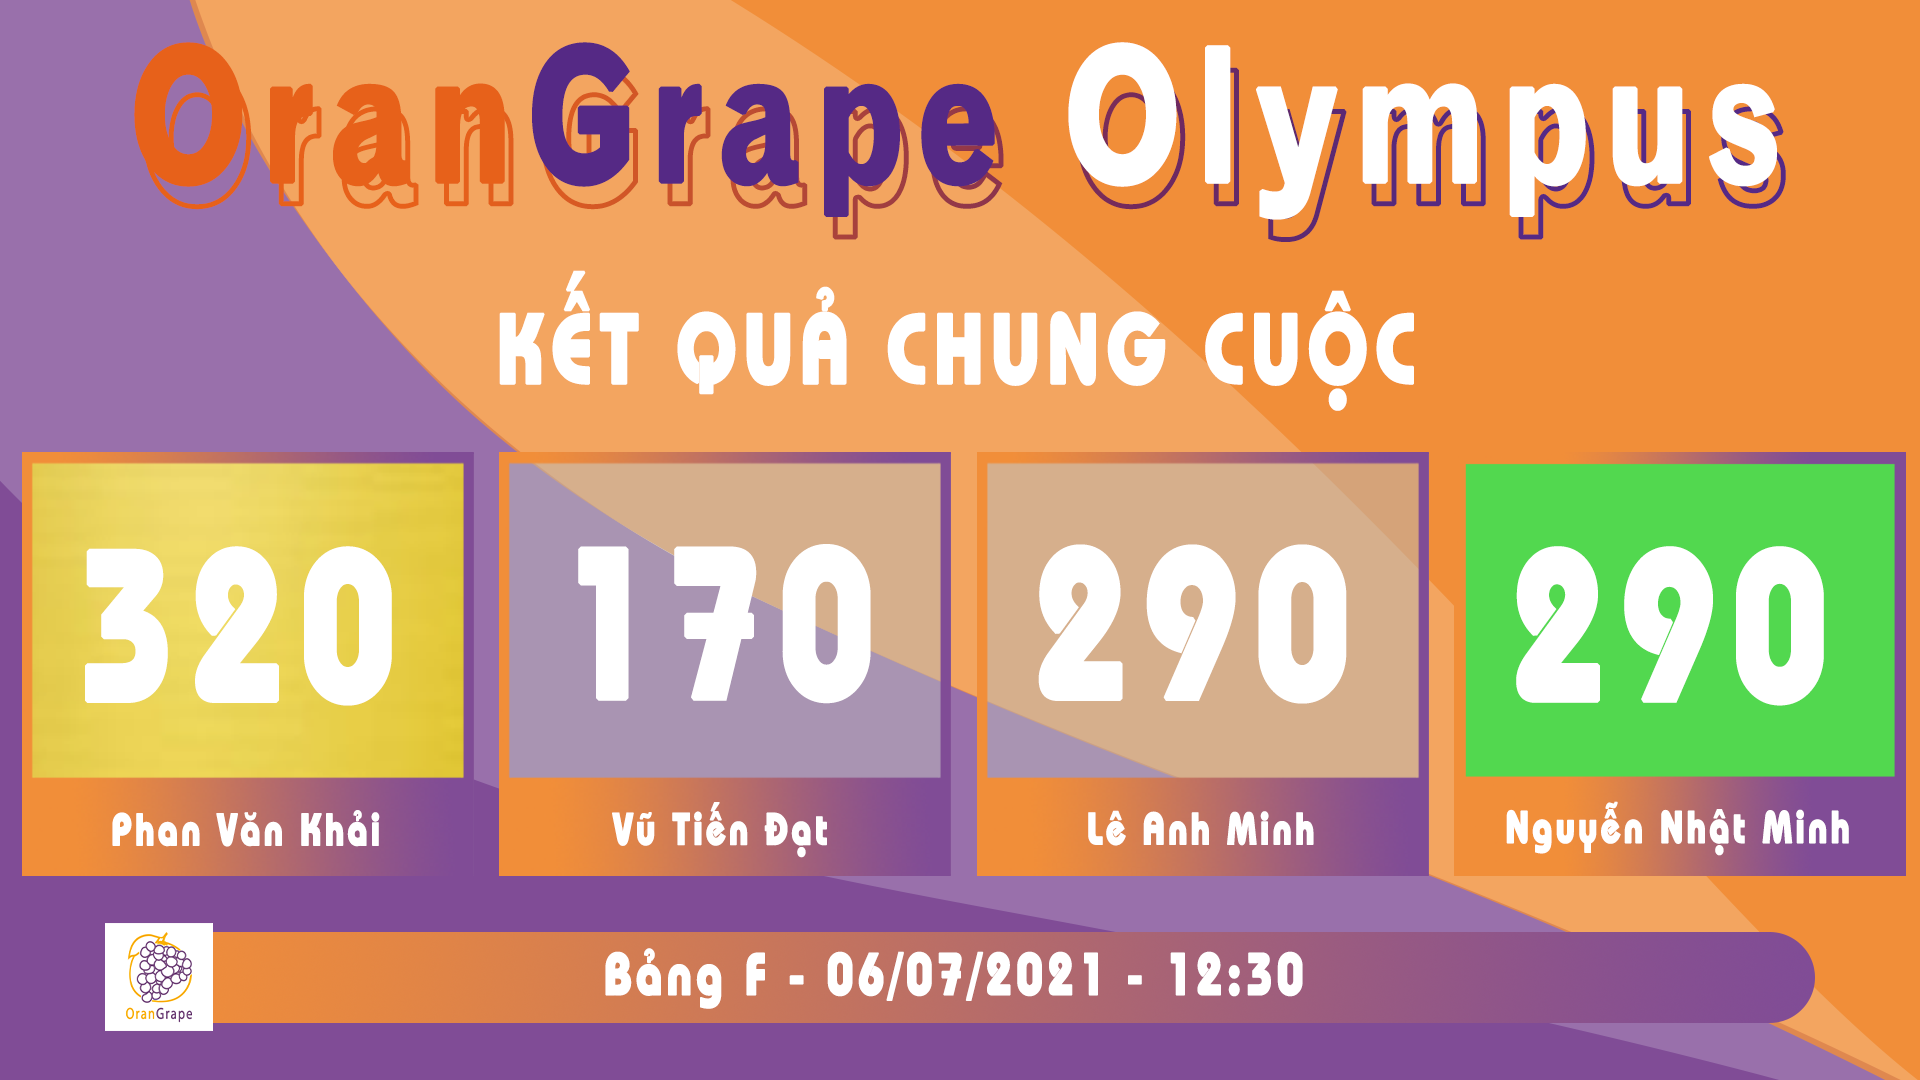 OranGrape Olympus
KẾT QUẢ CHUNG CUỘC
320
170
290
290
Phan Văn Khải
Vũ Tiến Đạt
Lê Anh Minh
Nguyễn Nhật Minh
Bảng F - 06/07/2021 - 12:30
OranGrape